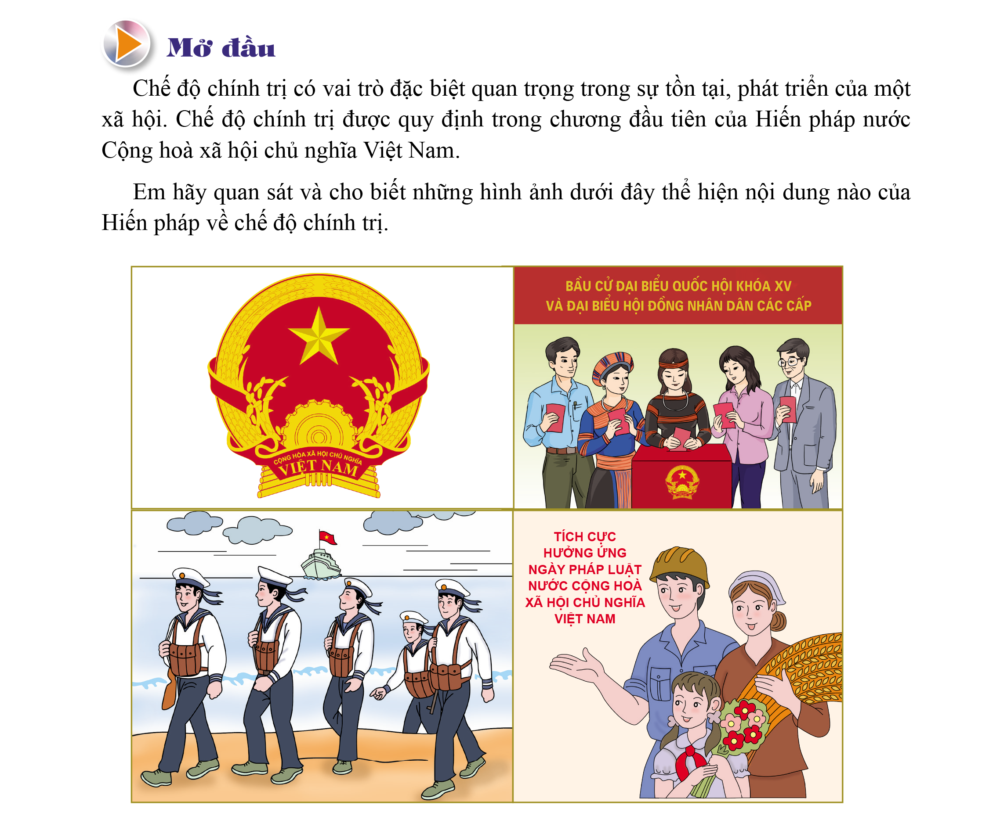 Mở đầu
Chế độ chính trị có vai trò đặc biệt quan trọng trong sự tồn tại, phát triển của một
xã hội. Chế độ chính trị được quy định trong chương đầu tiên của Hiến pháp nước
Cộng hoà xã hội chủ nghĩa Việt Nam.
Em hãy quan sát và cho biết những hình ảnh dưới đây thể hiện nội dung nào của
Hiến pháp về chế độ chính trị.
CỘNG HÒA XÃ HỘI CHỦ NGHĨA
VIỆT NAM
BẦU CỬ ĐẠI BIỂU QUỐC HỘI KHÓA XV
VÀ ĐẠI BIỂU HỘI ĐỒNG NHÂN DÂN CÁC CẤP
TÍCH CỰC
HƯỞNG ỨNG
NGÀY PHÁP LUẬT
NƯỚC CỘNG HOÀ
XÃ HỘI CHỦ NGHĨA
VIỆT NAM